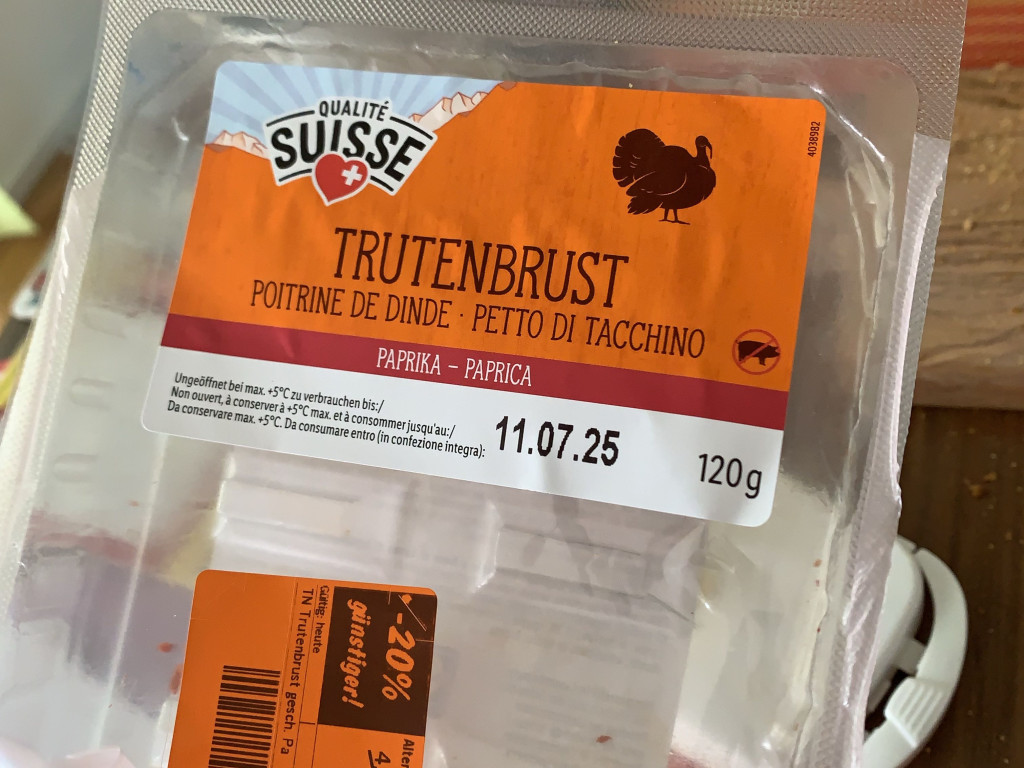 QUALITÉ
SUISSE
4038982
TRUTENBRUST
POITRINE DE DINDE · PETTO DI TACCHINO
PAPRIKA – PAPRICA
Ungeöffnet bei max. +5°C zu verbrauchen bis:/
Non ouvert, à conserver à +5°C max. et à consommer jusqu'au:/
Da conservare max. +5°C. Da consumare entro (in confezione integra):
11.07.25
120g
-20%
günstiger!
Gültig: heute
TN Trutenbrust gesch. Pa